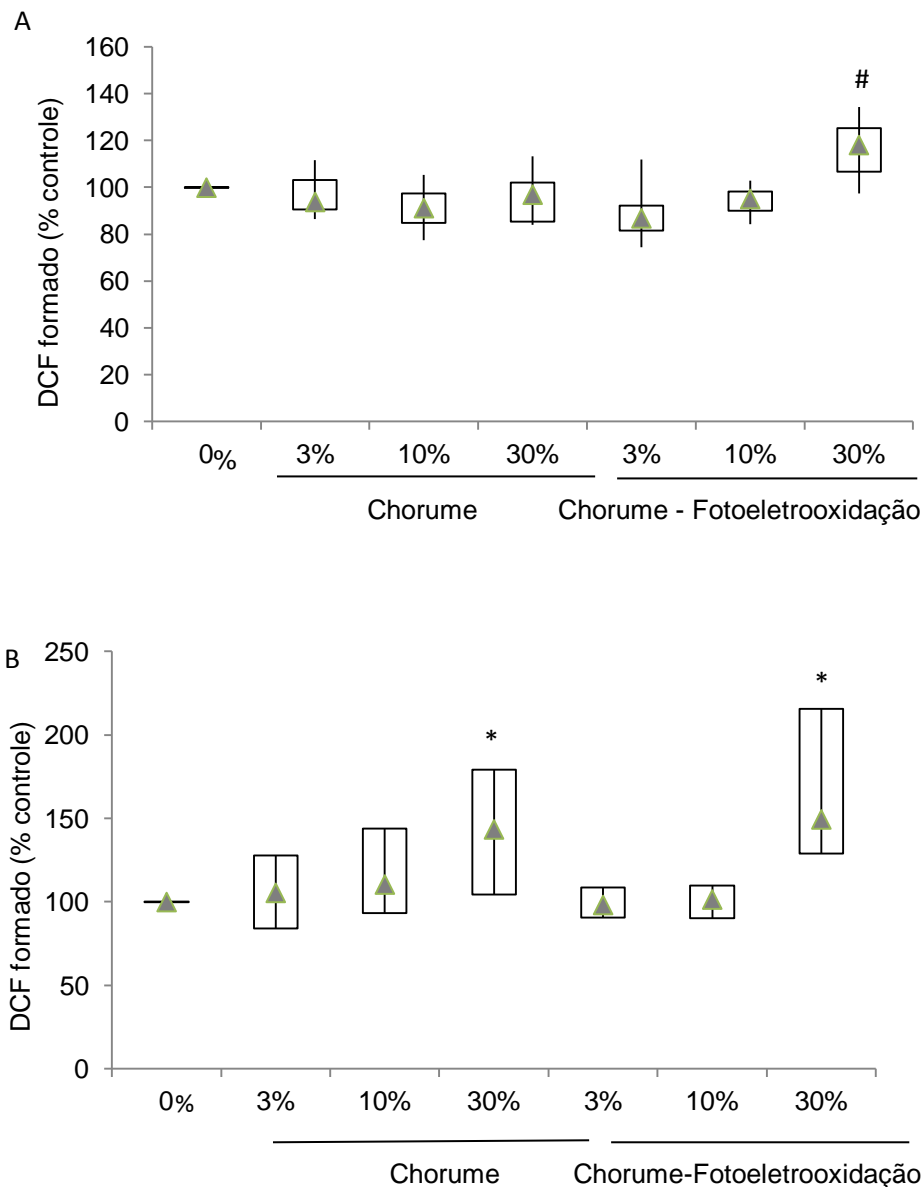 A
DCF formado (% controle)
160
140
120
100
80
60
40
20
0
#
0% 3% 10% 30% 3% 10% 30%
Chorume Chorume - Fotoeletrooxidação
B
DCF formado (% controle)
250
200
150
100
50
0
* *
0% 3% 10% 30% 3% 10% 30%
Chorume Chorume-Fotoeletrooxidação